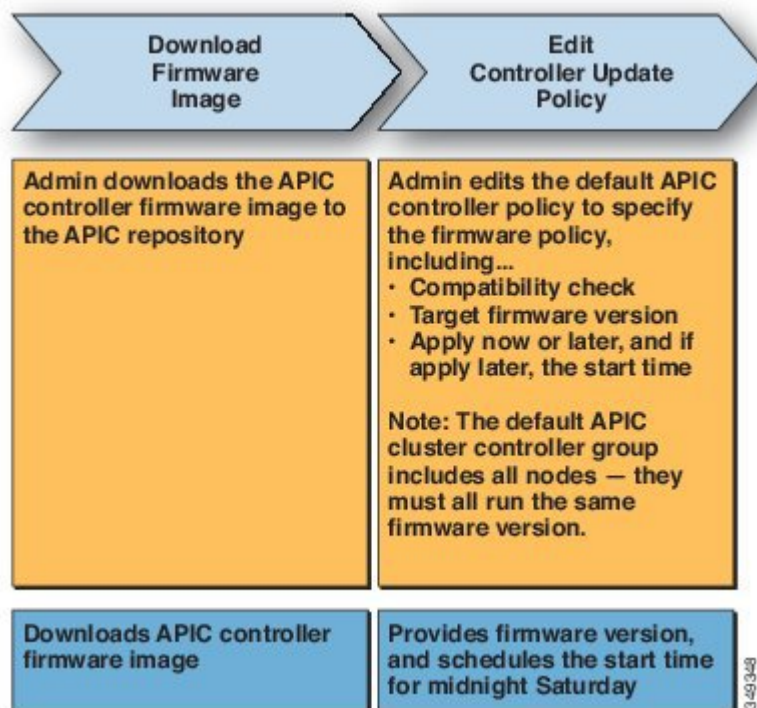 Download
Firmware
Image
Edit
Controller Update
Policy
Admin downloads the APIC
controller firmware image to
the APIC repository
Admin edits the default APIC
controller policy to specify
the firmware policy,
including...
• Compatibility check
• Target firmware version
• Apply now or later, and if
apply later, the start time
Note: The default APIC
cluster controller group
includes all nodes — they
must all run the same
firmware version.
Downloads APIC controller
firmware image
Provides firmware version,
and schedules the start time
for midnight Saturday
349348